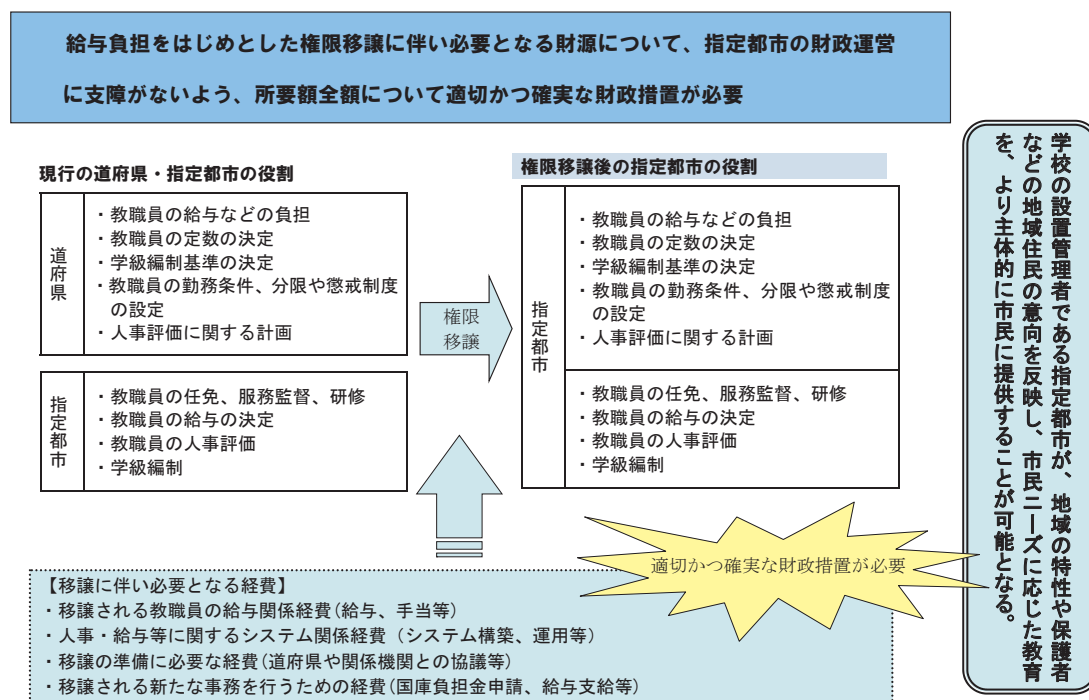 給与負担をはじめとした権限移譲に伴い必要となる財源について、指定都市の財政運営
に支障がないよう、所要額全額について適切かつ確実な財政措置が必要
現行の道府県・指定都市の役割
道府県
・教職員の給与などの負担
・教職員の定数の決定
・学級編制基準の決定
・教職員の勤務条件、分限や懲戒制度
の設定
・人事評価に関する計画
指定都市
・教職員の任免、服務監督、研修
・教職員の給与の決定
・教職員の人事評価
・学級編制
権限
移譲
権限移譲後の指定都市の役割
指定都市
・教職員の給与などの負担
・教職員の定数の決定
・学級編制基準の決定
・教職員の勤務条件、分限や懲戒制度
の設定
・人事評価に関する計画
・教職員の任免、服務監督、研修
・教職員の給与の決定
・教職員の人事評価
・学級編制
学校の設置管理者である指定都市が、地域の特性や保護者
などの地域住民の意向を反映し、市民ニーズに応じた教育
を、より主体的に市民に提供することが可能となる。
適切かつ確実な財政措置が必要
【移譲に伴い必要となる経費】
・移譲される教職員の給与関係経費(給与、手当等)
・人事・給与等に関するシステム関係経費（システム構築、運用等）
・移譲の準備に必要な経費(道府県や関係機関との協議等)
・移譲される新たな事務を行うための経費(国庫負担金申請、給与支給等)